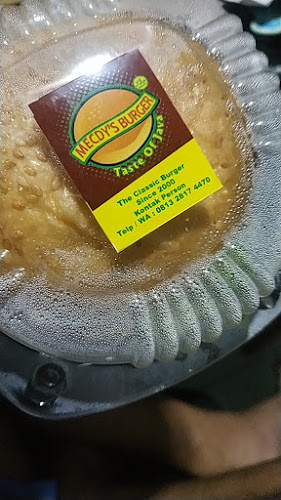 MECDY'S BURGER
Taste Of Java
The Classic Burger
Since 2000
Kontak Person
Telp / WA : 0813 2817 4470